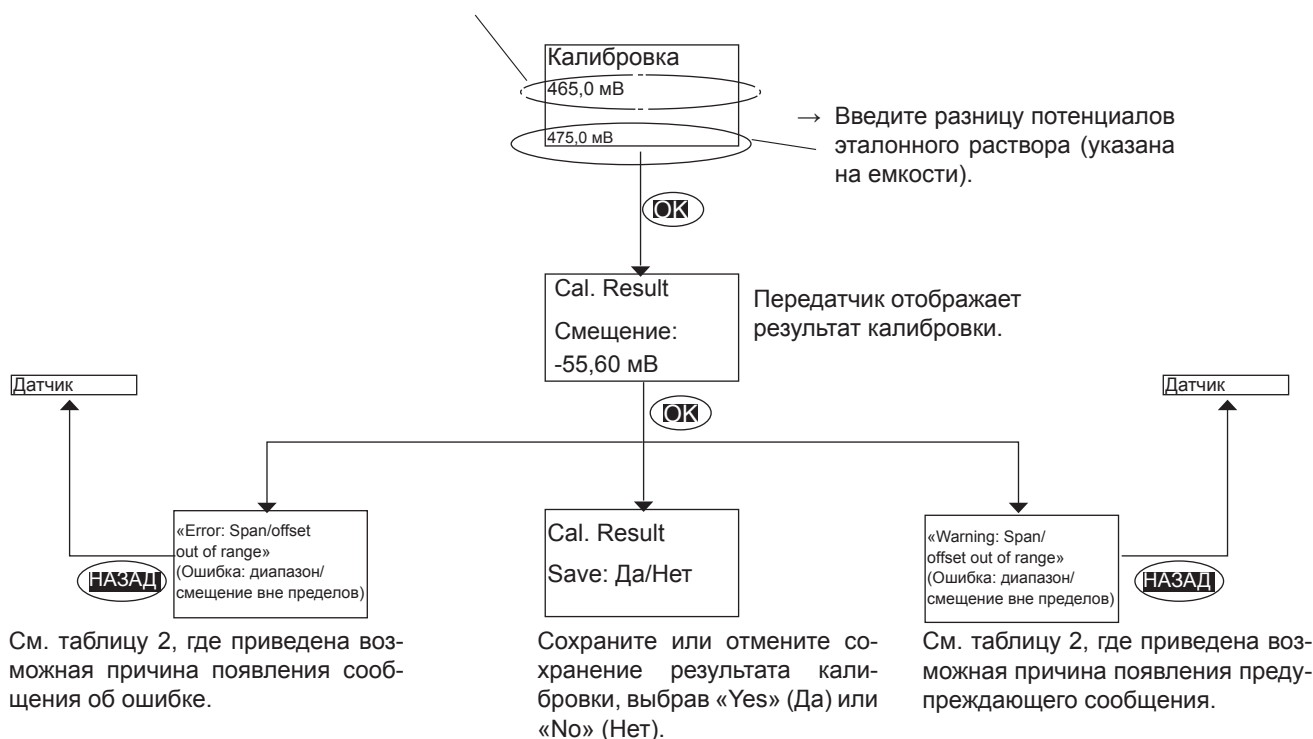 Калибровка
465,0 мВ
475,0 мВ
→ Введите разницу потенциалов
эталонного раствора (указана
на емкости).
OK
Cal. Result
Смещение:
-55,60 мВ
Передатчик отображает
результат калибровки.
OK
Датчик
Датчик
«Error: Span/offset
out of range»
(Ошибка: диапазон/
смещение вне пределов)
НАЗАД
Cal. Result
Save: Да/Нет
«Warning: Span/
offset out of range»
(Ошибка: диапазон/
смещение вне пределов)
НАЗАД
См. таблицу 2, где приведена воз-
можная причина появления сооб-
щения об ошибке.
Сохраните или отмените со-
хранение результата кали-
бровки, выбрав «Yes» (Да) или
«No» (Нет).
См. таблицу 2, где приведена воз-
можная причина появления преду-
преждающего сообщения.